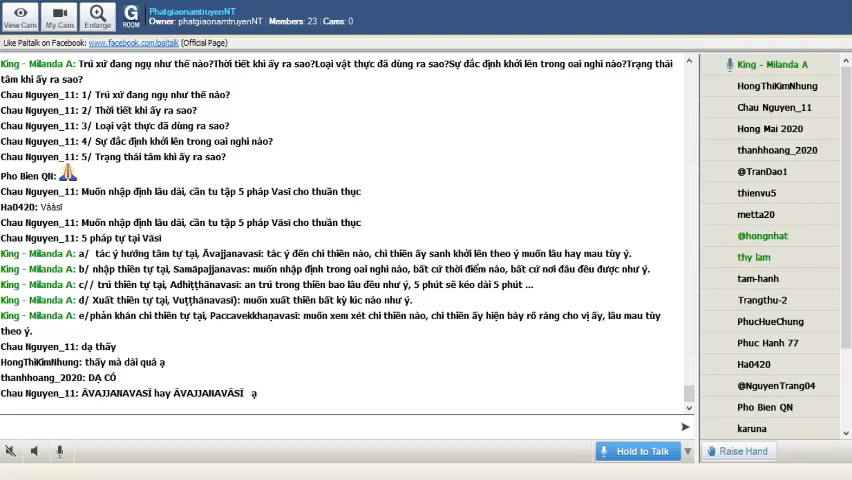 View Cam
My Cam
Enlarge
G
ROOM
PhatgiaonamtruyenNT
Owner: phatgiaonamtruyenNT | Members: 23 | Cams: 0
Like Paltalk on Facebook: www.facebook.com/paltalk (Official Page)
King - Milanda A: Trú xứ đang ngụ như thế nào?Thời tiết khi ấy ra sao?Loại vật thực đã dùng ra sao?Sự đắc định khởi lên trong oai nghi nào?Trạng thái
tâm khi ấy ra sao?
Chau Nguyen_11: 1/ Trú xứ đang ngụ như thế nào?
Chau Nguyen_11: 2/ Thời tiết khi ấy ra sao?
Chau Nguyen_11: 3/ Loại vật thực đã dùng ra sao?
Chau Nguyen_11: 4/ Sự đắc định khởi lên trong oai nghi nào?
Chau Nguyen_11: 5/ Trạng thái tâm khi ấy ra sao?
Pho Bien QN:
Chau Nguyen_11: Muốn nhập định lâu dài, cần tu tập 5 pháp Vasī cho thuần thục
Ha0420: Vààsī
Chau Nguyen_11: Muốn nhập định lâu dài, cần tu tập 5 pháp Vāsī cho thuần thục
Chau Nguyen_11: 5 pháp tự tại Vāsī
King - Milanda A: a/ tác ý hướng tâm tự tại, Āvajjanavasī: tác ý đến chi thiền nào, chi thiền ấy sanh khởi lên theo ý muốn lâu hay mau tùy ý.
King - Milanda A: b/ nhập thiền tự tại, Samāpajjanavas: muốn nhập định trong oai nghi nào, bất cứ thời điểm nào, bất cứ nơi đâu đều được như ý.
King - Milanda A: c// trú thiền tự tại, Adhiṭṭhānavasī: an trú trong thiền bao lâu đều như ý, 5 phút sẽ kéo dài 5 phút ...
King - Milanda A: d/ Xuất thiền tự tại, Vuṭṭhānavasī): muốn xuất thiền bất kỳ lúc nào như ý.
King - Milanda A: e/phản khán chi thiền tự tại, Paccavekkhaṇavasī: muốn xem xét chi thiền nào, chi thiền ấy hiện bày rõ ràng cho vị ấy, lâu mau tùy
theo ý.
Chau Nguyen_11: dạ thấy
HongThiKimNhung: thấy mà dài quá ạ
thanhhoang_2020: DẠ CÓ
Chau Nguyen_11: ĀVAJJANAVASĪ hay ĀVAJJANAVĀSĪ ạ
Hold to Talk
King - Milanda A
HongThiKimNhung
Chau Nguyen_11
Hong Mai 2020
thanhhoang_2020
@TranDao1
thienvu5
metta20
@hongnhat
thy lam
tam-hanh
Trangthu-2
PhucHueChung
Phuc Hanh 77
Ha0420
@NguyenTrang04
Pho Bien QN
karuna
Raise Hand